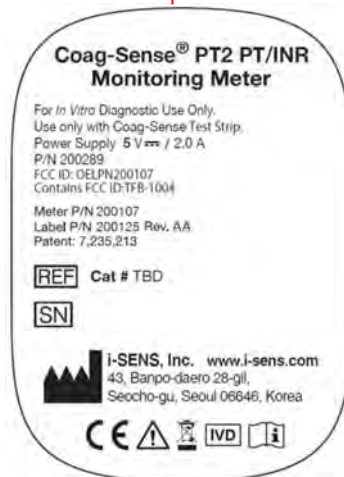 Coag-Sense® PT2 PT/INR
Monitoring Meter
For In Vitro Diagnostic Use Only.
Use only with Coag-Sense Test Strip.
Power Supply 5 V⎓ / 2.0 A
P/N 200289
FCC ID: OELPN200107
Contains FCC ID:TFB-1004
Meter P/N 200107
Label P/N 200125 Rev. AA
Patent: 7,235,213
REF Cat # TBD
SN
i-SENS, Inc. www.i-sens.com
43, Banpo-daero 28-gil,
Seocho-gu, Seoul 06646, Korea
CE IVD i